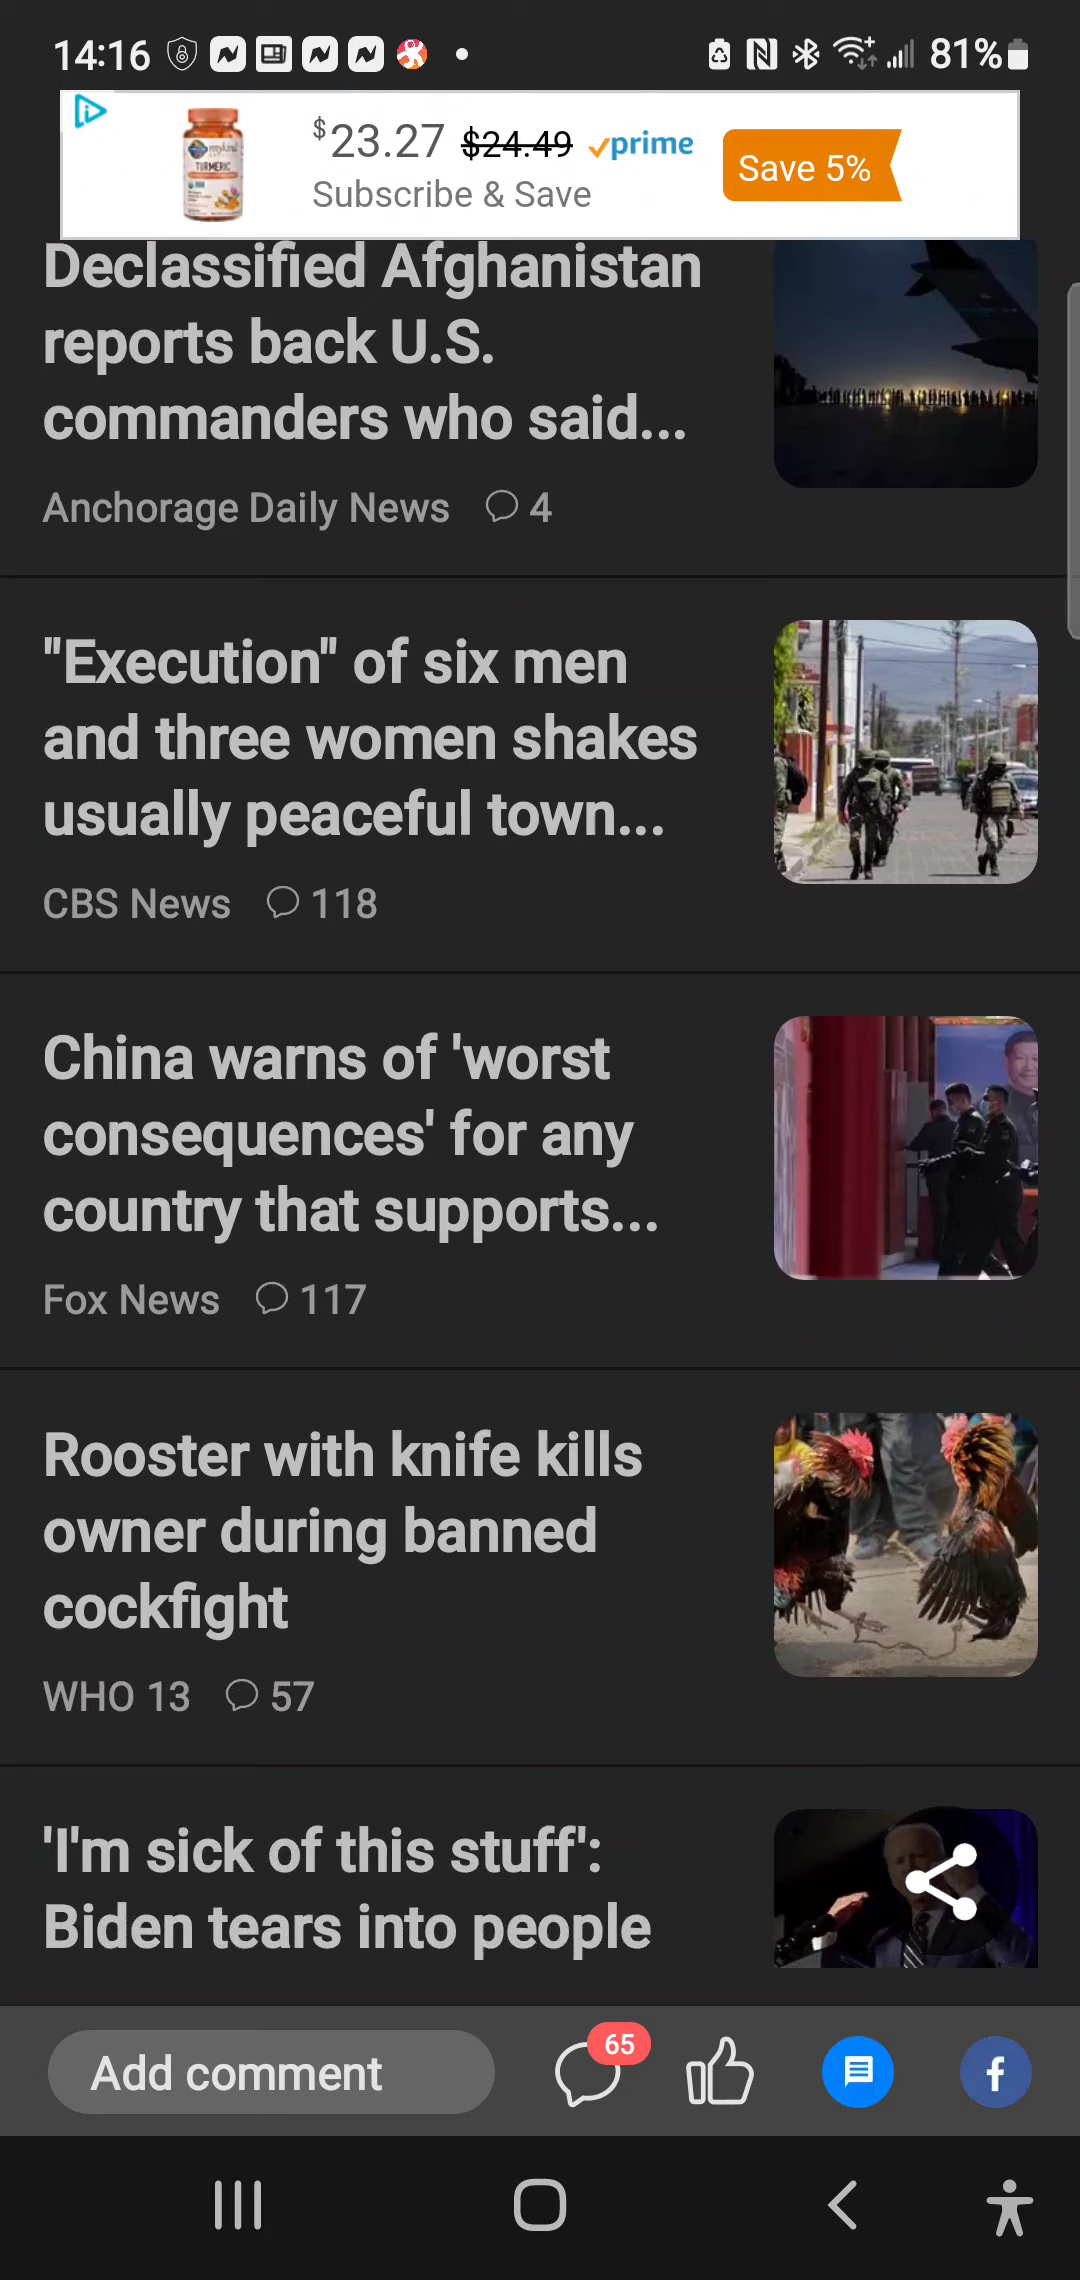 14:16
81%
$23.27 $24.49 prime
Save 5%
Subscribe & Save
TURMERIC
Declassified Afghanistan
reports back U.S.
commanders who said...
Anchorage Daily News 4
"Execution" of six men
and three women shakes
usually peaceful town...
CBS News 118
China warns of 'worst
consequences' for any
country that supports...
Fox News 117
Rooster with knife kills
owner during banned
cockfight
WHO 13 57
'I'm sick of this stuff':
Biden tears into people
Add comment
65